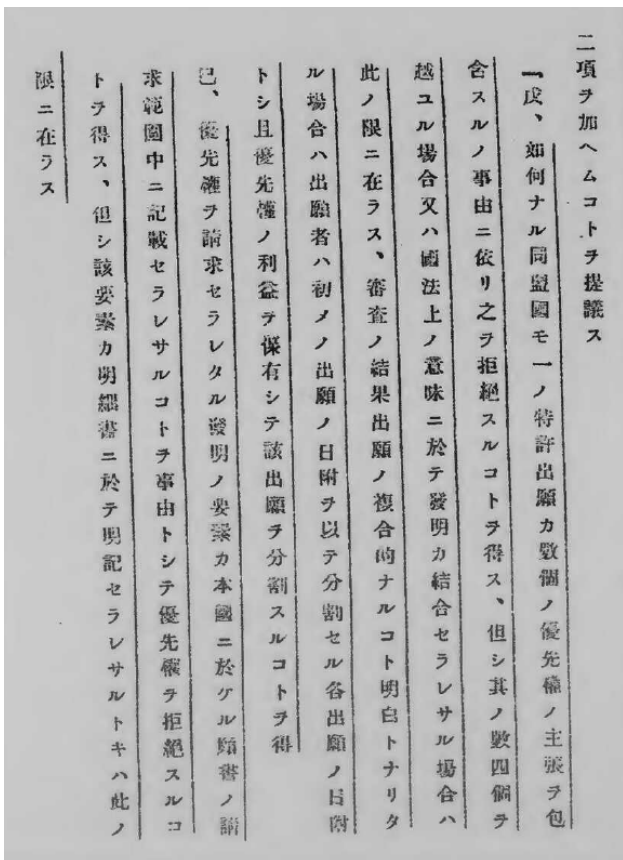 二項ヲ加ヘムコトヲ提議ス
「戊、如何ナル同盟國モ一ノ特許出願カ數個ノ優先權ノ主張ヲ包
含スルノ事由ニ依リ之ヲ拒絕スルコトヲ得ス、但シ其ノ數四個ヲ
越ユル場合又ハ國法上ノ意味ニ於テ發明カ結合セラレサル場合ハ
此ノ限ニ在ラス、審査ノ結果出願ノ複合的ナルコト明白トナリタ
ル場合ハ出願者ハ初メノ出願ノ日附ヲ以テ分割セル各出願ノ日附
トシ且優先權ノ利益ヲ保有シテ該出願ヲ分割スルコトヲ得
已、優先權ヲ請求セラレタル發明ノ要素カ本國ニ於ケル願書ノ請
求範圍中ニ記載セラレサルコトヲ事由トシテ優先權ヲ拒絕スルコ
トヲ得ス、但シ該要素カ明細書ニ於テ明記セラレサルトキハ此ノ
限ニ在ラス